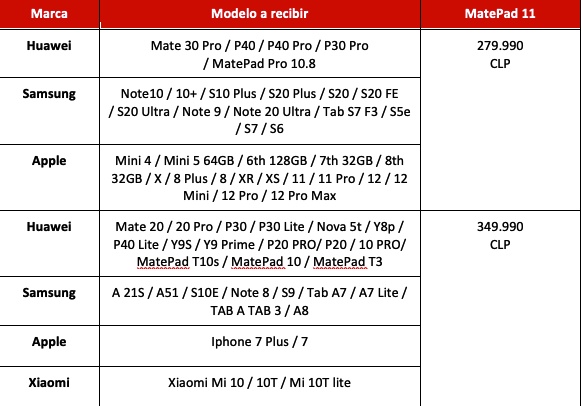 Marca Modelo a recibir MatePad 11
Huawei Mate 30 Pro / P40 / P40 Pro / P30 Pro 279.990
/ MatePad Pro 10.8 CLP
Samsung Note10 / 10+ / S10 Plus / S20 Plus / S20 / S20 FE
/ S20 Ultra / Note 9 / Note 20 Ultra / Tab S7 F3 / S5e
/ S7 / S6
Apple Mini 4 / Mini 5 64GB / 6th 128GB / 7th 32GB / 8th
32GB / X / 8 Plus / 8 / XR / XS / 11 / 11 Pro / 12 / 12
Mini / 12 Pro / 12 Pro Max
Huawei Mate 20 / 20 Pro / P30 / P30 Lite / Nova 5t / Y8p / 349.990
P40 Lite / Y9S / Y9 Prime / P20 PRO/ P20 / 10 PRO/ CLP
MatePad T10s / MatePad 10 / MatePad T3
Samsung A 21S / A51 / S10E / Note 8 / S9 / Tab A7 / A7 Lite /
TAB A TAB 3 / A8
Apple Iphone 7 Plus / 7
Xiaomi Xiaomi Mi 10 / 10T / Mi 10T lite